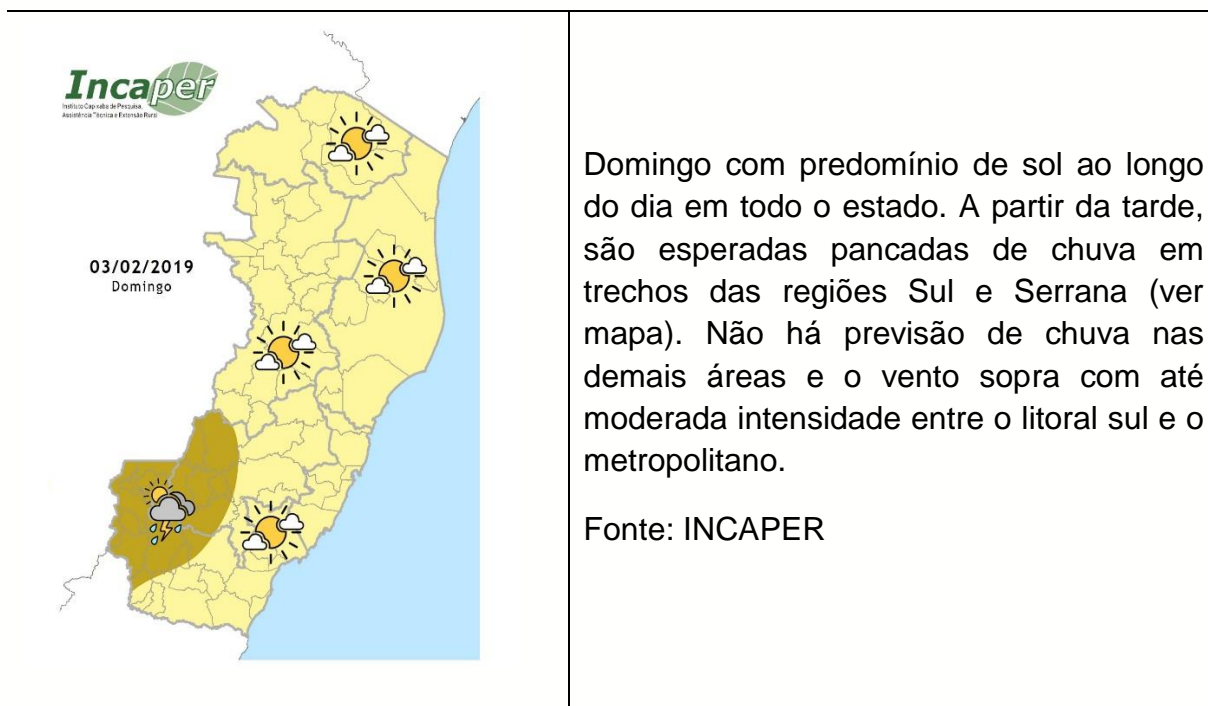 Incaper
Instituto Capixaba de Pesquisa,
Assistência Técnica e Extensão Rural
03/02/2019
Domingo
Domingo com predomínio de sol ao longo
do dia em todo o estado. A partir da tarde,
são esperadas pancadas de chuva em
trechos das regiões Sul e Serrana (ver
mapa). Não há previsão de chuva nas
demais áreas e o vento sopra com até
moderada intensidade entre o litoral sul e o
metropolitano.
Fonte: INCAPER